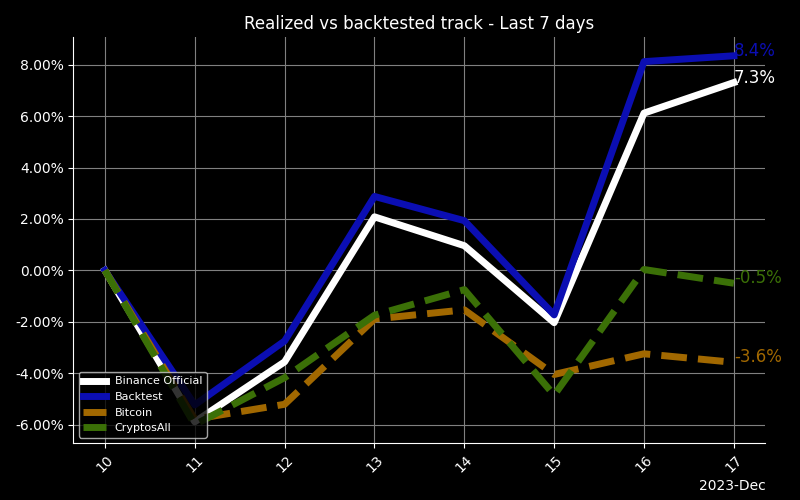 Realized vs backtested track - Last 7 days
8.4%
8.00%
7.3%
6.00%
4.00%
2.00%
0.00%
-0.5%
-2.00%
-3.6%
-4.00%
-6.00%
Binance Official
Backtest
Bitcoin
CryptosAll
10 11 12 13 14 15 16 17
2023-Dec